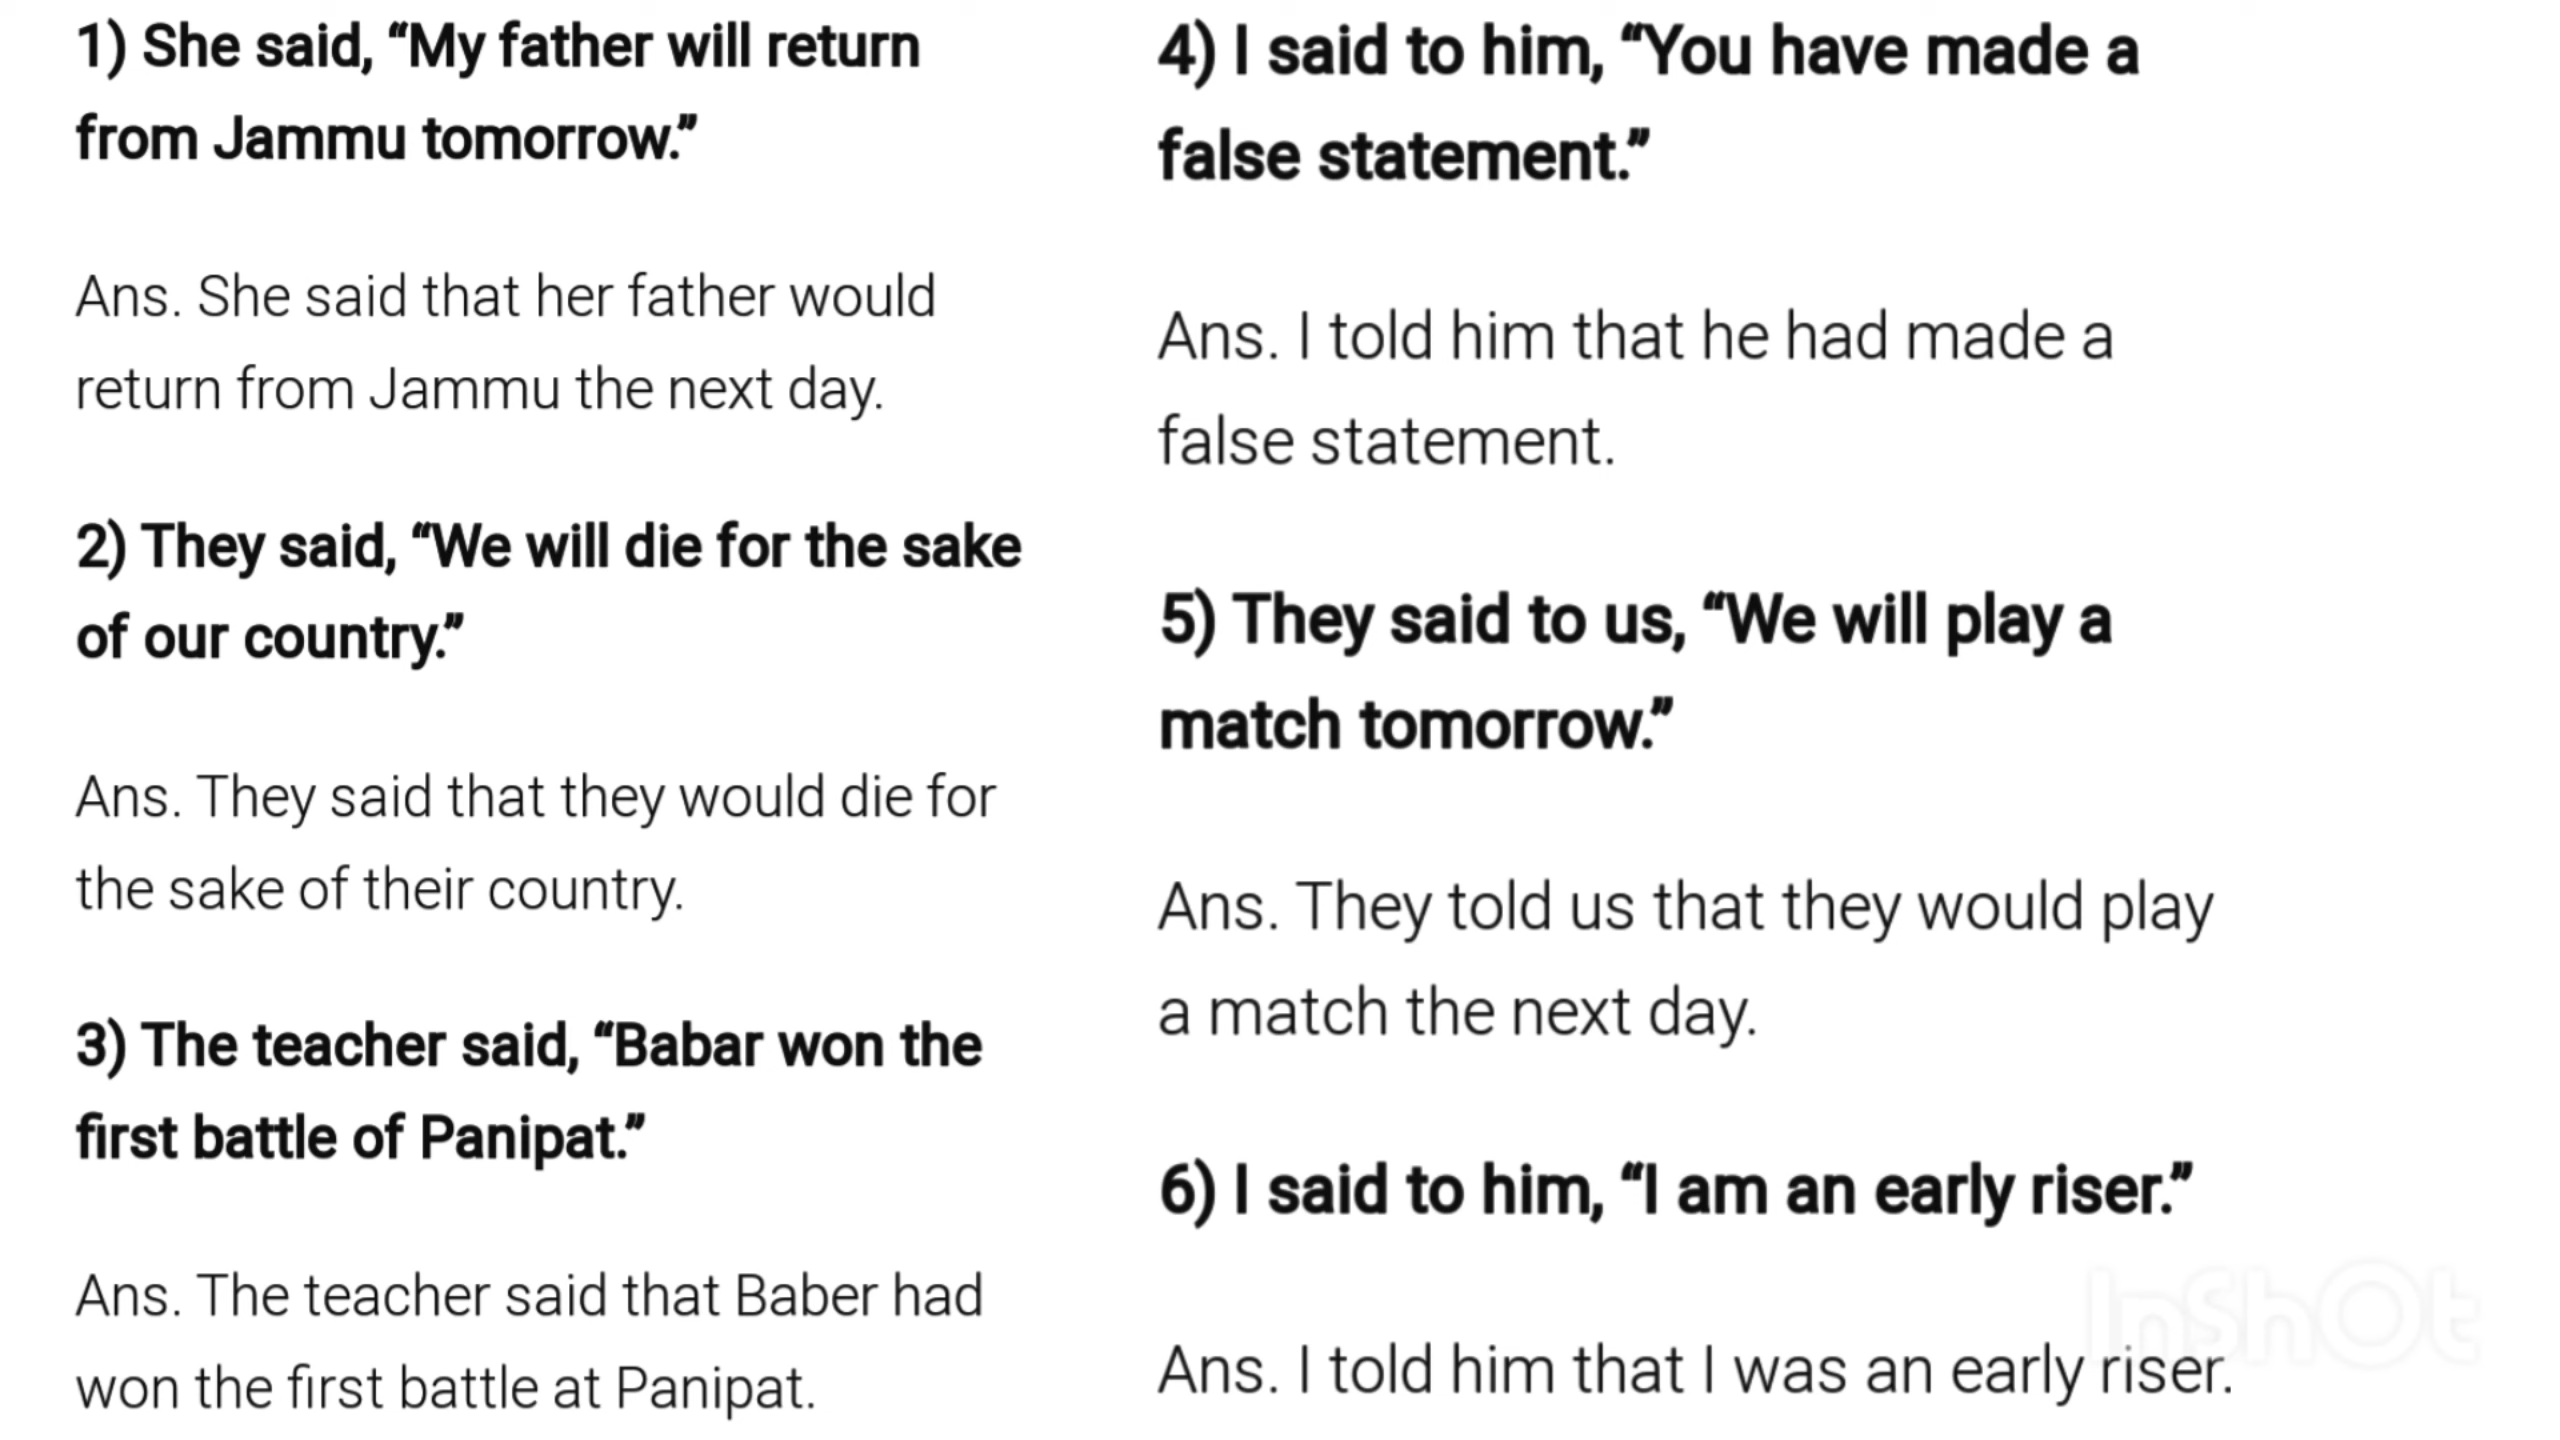 1) She said, “My father will return
from Jammu tomorrow.”
Ans. She said that her father would
return from Jammu the next day.
2) They said, “We will die for the sake
of our country.”
Ans. They said that they would die for
the sake of their country.
3) The teacher said, “Babar won the
first battle of Panipat.”
Ans. The teacher said that Baber had
won the first battle at Panipat.
4) I said to him, “You have made a
false statement.”
Ans. I told him that he had made a
false statement.
5) They said to us, “We will play a
match tomorrow.”
Ans. They told us that they would play
a match the next day.
6) I said to him, “I am an early riser.”
Ans. I told him that I was an early riser.
InShOt